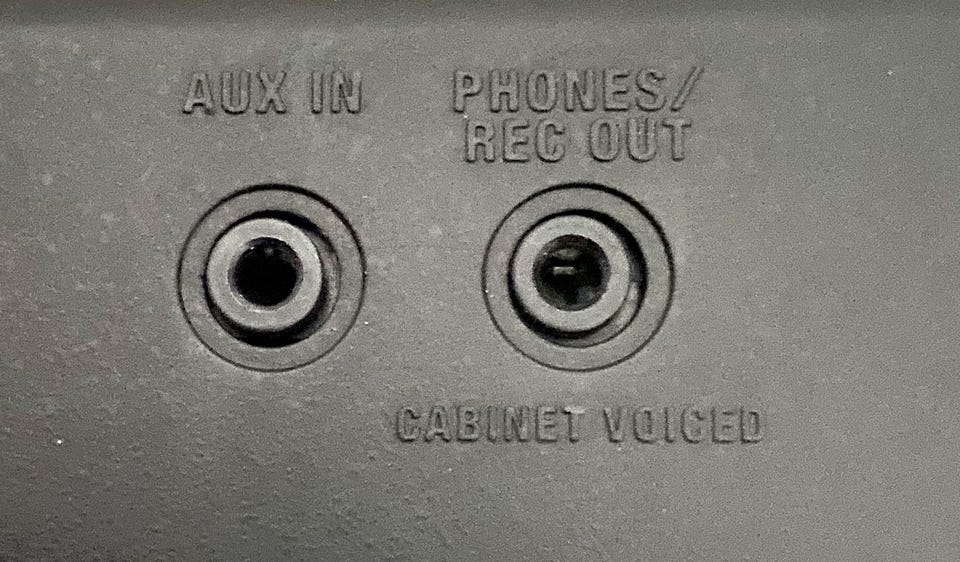 AUX IN
PHONES/
REC OUT
CABINET VOICED